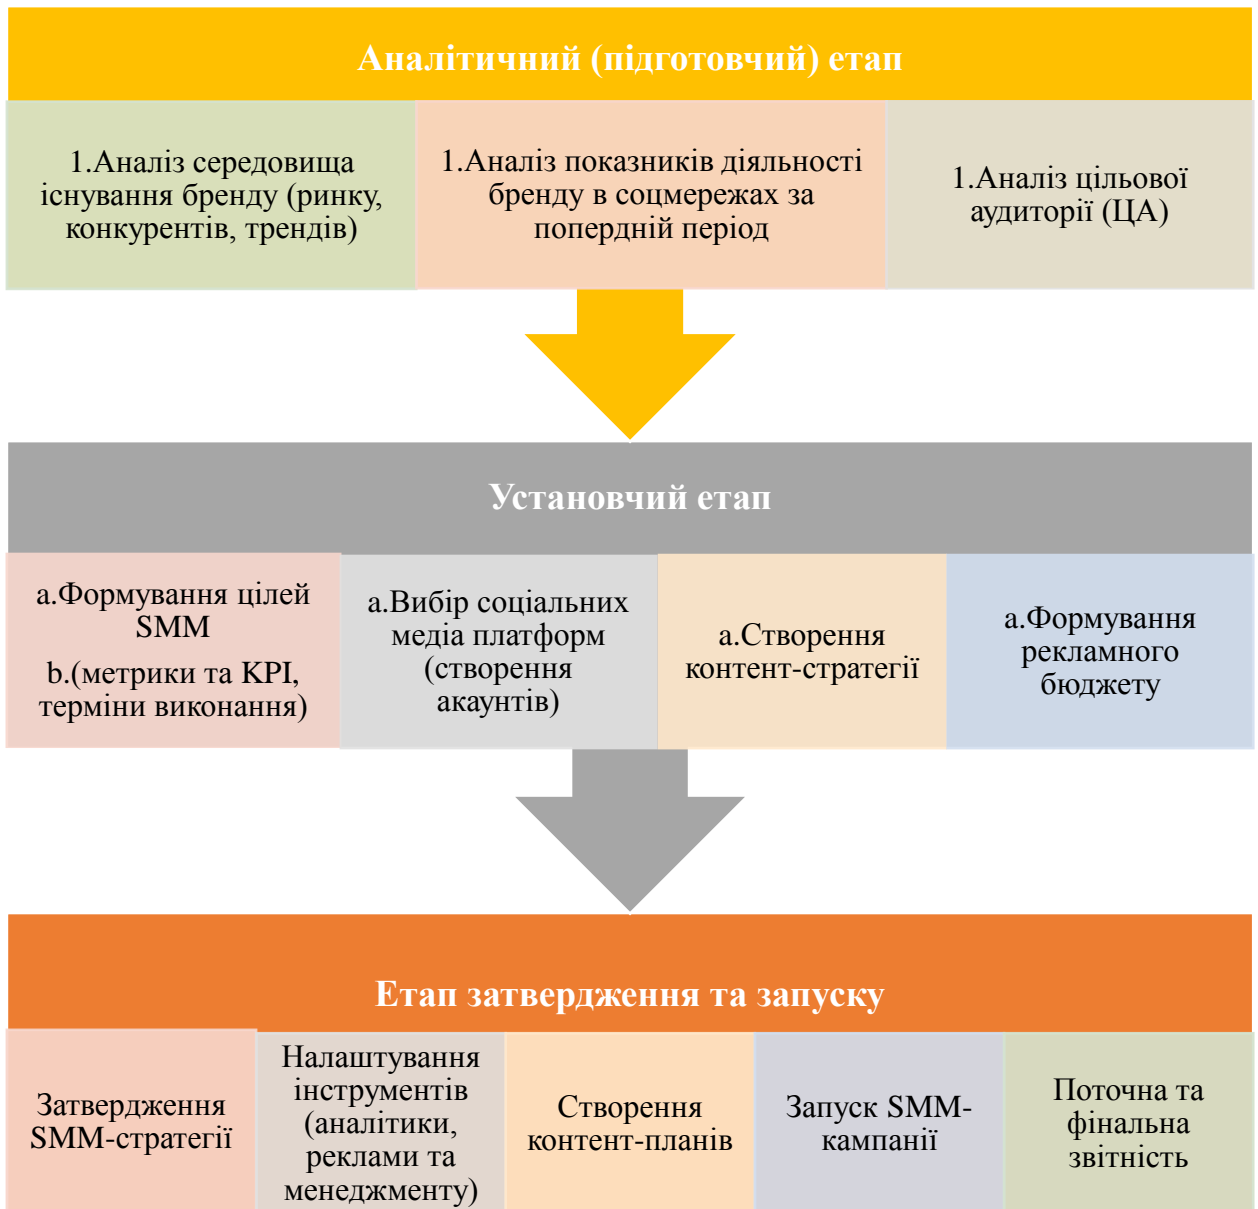 Аналітичний (підготовчий) етап
1.Аналіз середовища
існування бренду (ринку,
конкурентів, трендів)
1.Аналіз показників діяльності
бренду в соцмережах за
попердній період
1.Аналіз цільової
аудиторії (ЦА)
Установчий етап
a.Формування цілей
SMM
b.(метрики та KPI,
терміни виконання)
a.Вибір соціальних
медіа платформ
(створення
акаунтів)
a.Створення
контент-стратегії
a.Формування
рекламного
бюджету
Етап затвердження та запуску
Затвердження
SMM-стратегії
Налаштування
інструментів
(аналітики,
реклами та
менеджменту)
Створення
контент-планів
Запуск SMM-
кампанії
Поточна та
фінальна
звітність